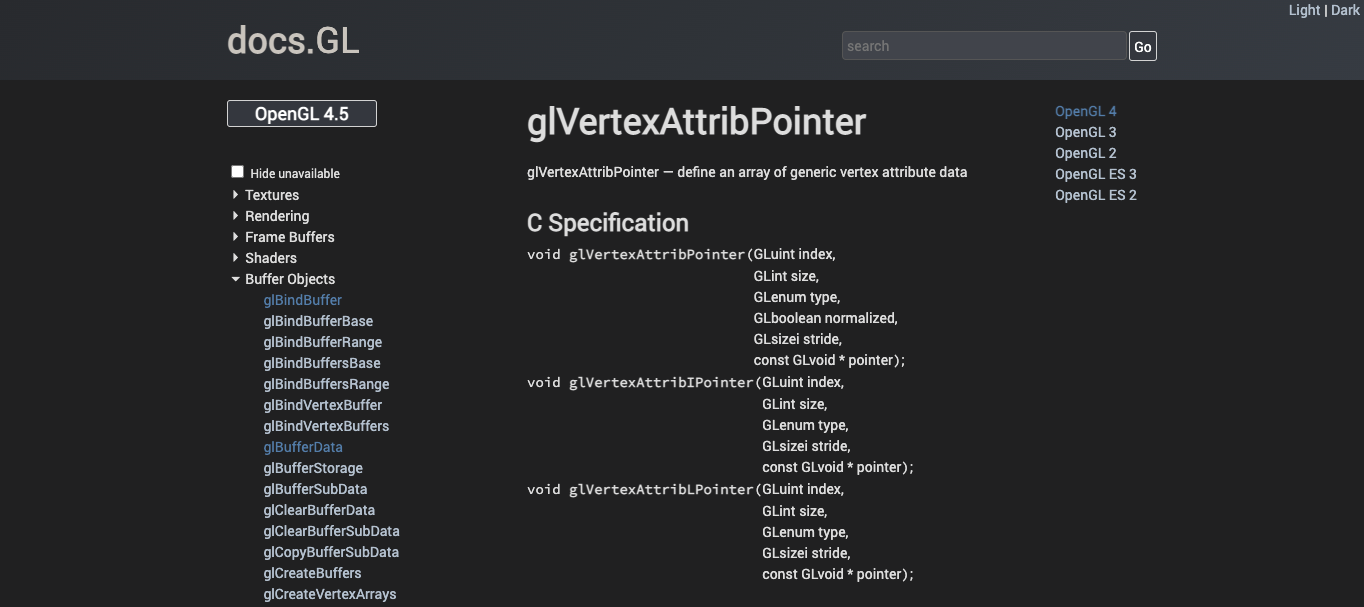 Light | Dark
docs.GL
search
Go
OpenGL 4.5
Hide unavailable
Textures
Rendering
Frame Buffers
Shaders
Buffer Objects
glBindBuffer
glBindBufferBase
glBindBufferRange
glBindBuffersBase
glBindBuffersRange
glBindVertexBuffer
glBindVertexBuffers
glBufferData
glBufferStorage
glBufferSubData
glClearBufferData
glClearBufferSubData
glCopyBufferSubData
glCreateBuffers
glCreateVertexArrays
glVertexAttribPointer
glVertexAttribPointer — define an array of generic vertex attribute data
C Specification
void glVertexAttribPointer(GLuint index,
GLint size,
GLenum type,
GLboolean normalized,
GLsizei stride,
const GLvoid * pointer);
void glVertexAttribIPointer(GLuint index,
GLint size,
GLenum type,
GLsizei stride,
const GLvoid * pointer);
void glVertexAttribLPointer(GLuint index,
GLint size,
GLenum type,
GLsizei stride,
const GLvoid * pointer);
OpenGL 4
OpenGL 3
OpenGL 2
OpenGL ES 3
OpenGL ES 2